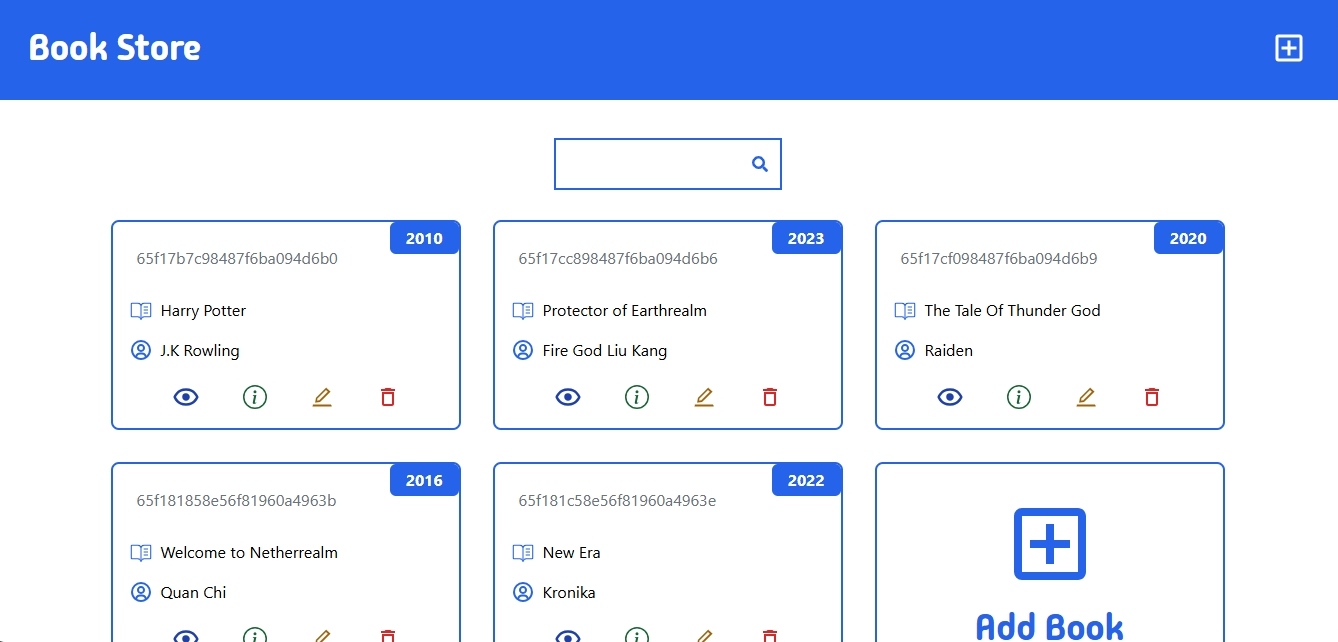 Book Store
2010
65f17b7c98487f6ba094d6b0
Harry Potter
J.K Rowling
2023
65f17cc898487f6ba094d6b6
Protector of Earthrealm
Fire God Liu Kang
2020
65f17cf098487f6ba094d6b9
The Tale Of Thunder God
Raiden
2016
65f181858e56f81960a4963b
Welcome to Netherrealm
Quan Chi
2022
65f181c58e56f81960a4963e
New Era
Kronika
Add Book